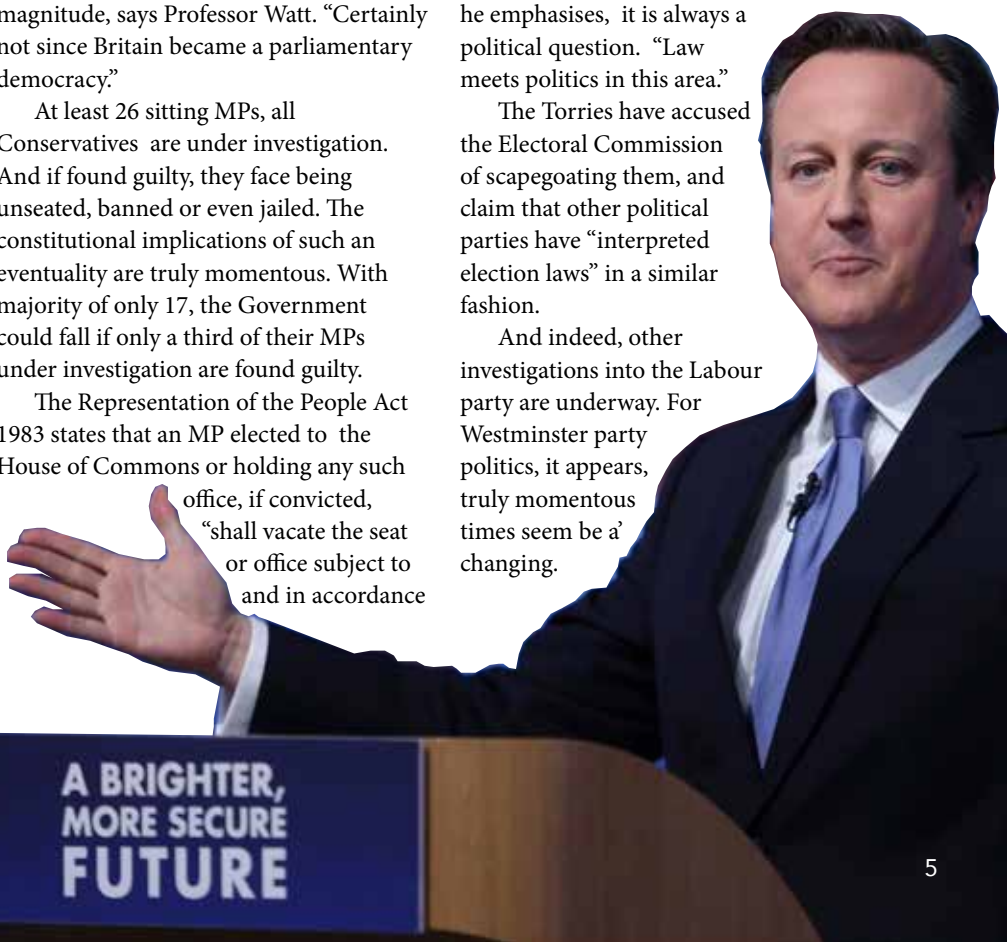 magnitude, says Professor Watt. “Certainly
not since Britain became a parliamentary
democracy.”
At least 26 sitting MPs, all
Conservatives  are under investigation.
And if found guilty, they face being
unseated, banned or even jailed. The
constitutional implications of such an
eventuality are truly momentous. With
majority of only 17, the Government
could fall if only a third of their MPs
under investigation are found guilty.
The Representation of the People Act
1983 states that an MP elected to  the
House of Commons or holding any such
office, if convicted,
“shall vacate the seat
or office subject to
and in accordance
he emphasises,  it is always a
political question.  “Law
meets politics in this area.”
The Torries have accused
the Electoral Commission
of scapegoating them, and
claim that other political
parties have “interpreted
election laws” in a similar
fashion.
And indeed, other
investigations into the Labour
party are underway. For
Westminster party
politics, it appears,
truly momentous
times seem be a’
changing.
A BRIGHTER,
MORE SECURE
FUTURE
5